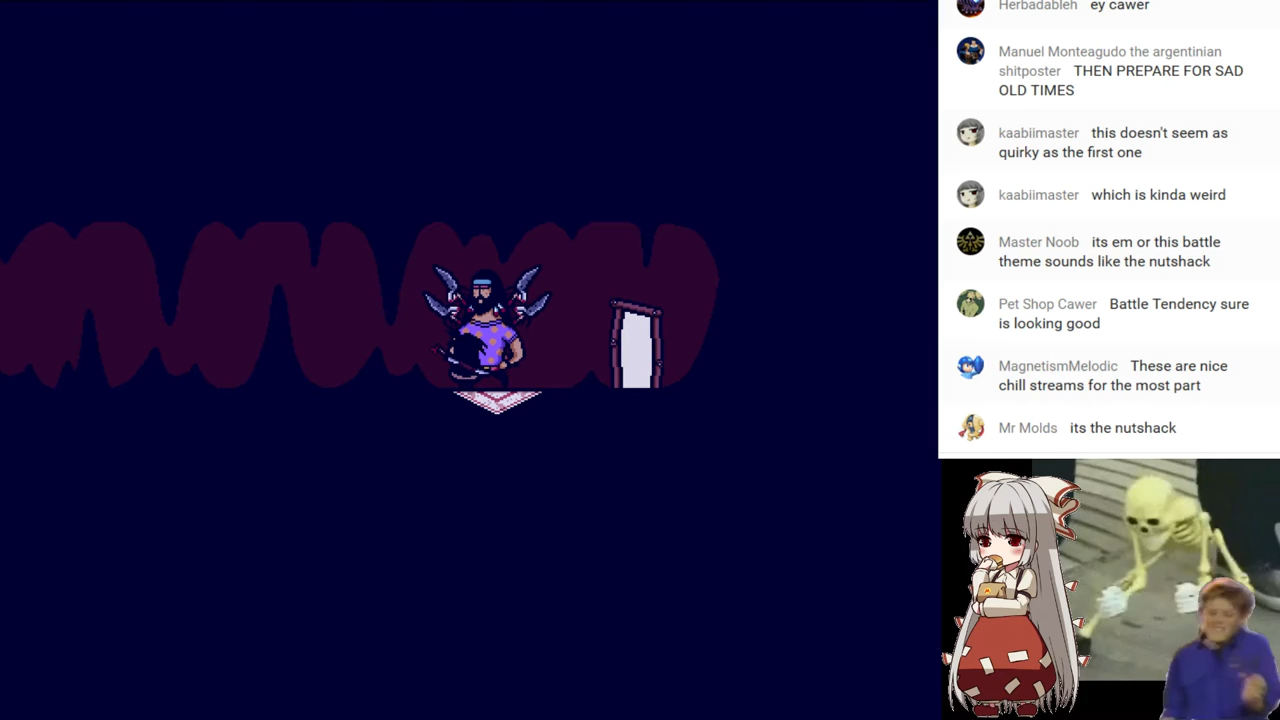 Herbadableh ey cawer
Manuel Monteagudo the argentinian
shitposter THEN PREPARE FOR SAD
OLD TIMES
kaabiimaster this doesn't seem as
quirky as the first one
kaabiimaster which is kinda weird
Master Noob its em or this battle
theme sounds like the nutshack
Pet Shop Cawer Battle Tendency sure
is looking good
MagnetismMelodic These are nice
chill streams for the most part
Mr Molds its the nutshack